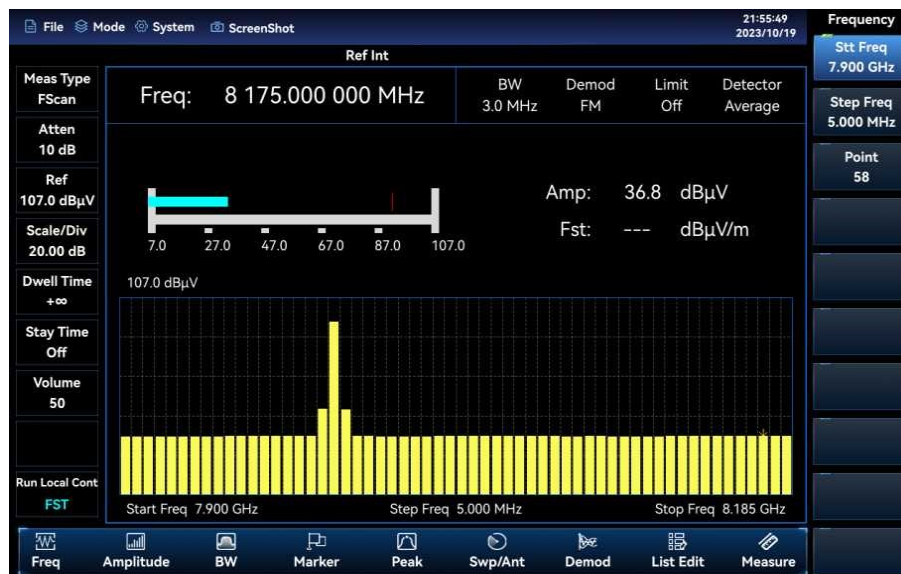 File Mode System ScreenShot
21:55:49
2023/10/19
Frequency
Ref Int
Stt Freq
7.900 GHz
Step Freq
5.000 MHz
Point
58
Meas Type
FScan
Atten
10 dB
Ref
107.0 dBµV
Scale/Div
20.00 dB
Dwell Time
+∞
Stay Time
Off
Volume
50
Run Local Cont
FST
Freq: 8 175.000 000 MHz
BW Demod Limit Detector
3.0 MHz FM Off Average
Amp: 36.8 dBµV
Fst: --- dBµV/m
7.0 27.0 47.0 67.0 87.0 107.0
107.0 dBµV
Start Freq 7.900 GHz Step Freq 5.000 MHz Stop Freq 8.185 GHz
Freq Amplitude BW Marker Peak Swp/Ant Demod List Edit Measure